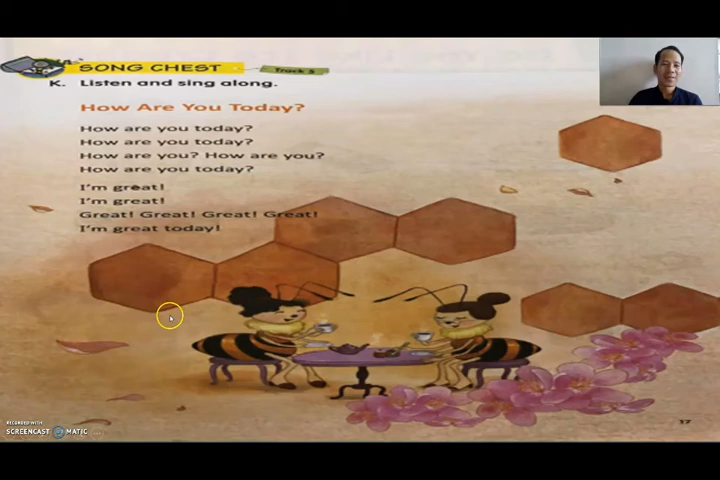 SONG CHEST
Track 3
K. Listen and sing along.
How Are You Today?
How are you today?
How are you today?
How are you? How are you?
How are you today?
I'm great!
I'm great!
Great! Great! Great! Great!
I'm great today!
17
RECORDED WITH
SCREENCAST MATIC